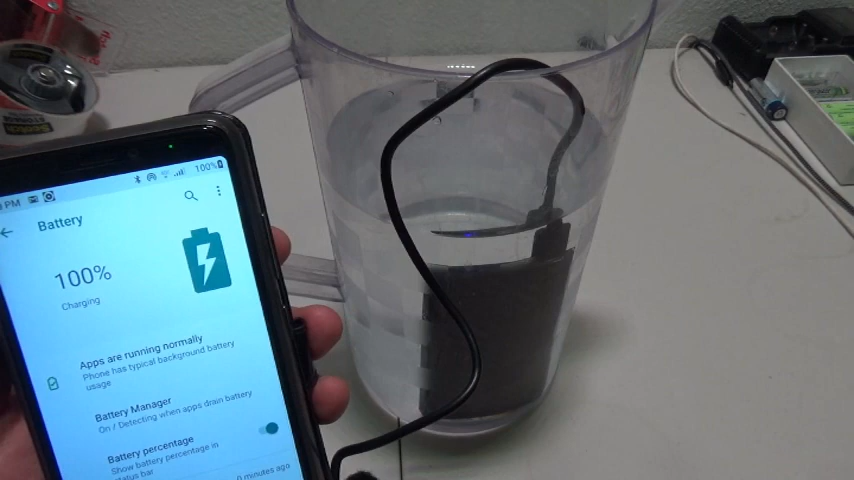 PM
100%
Battery
100%
Charging
Apps are running normally
Phone has typical background battery
usage
Battery Manager
On / Detecting when apps drain battery
Battery percentage
Show battery percentage in
status bar
0 minutes ago